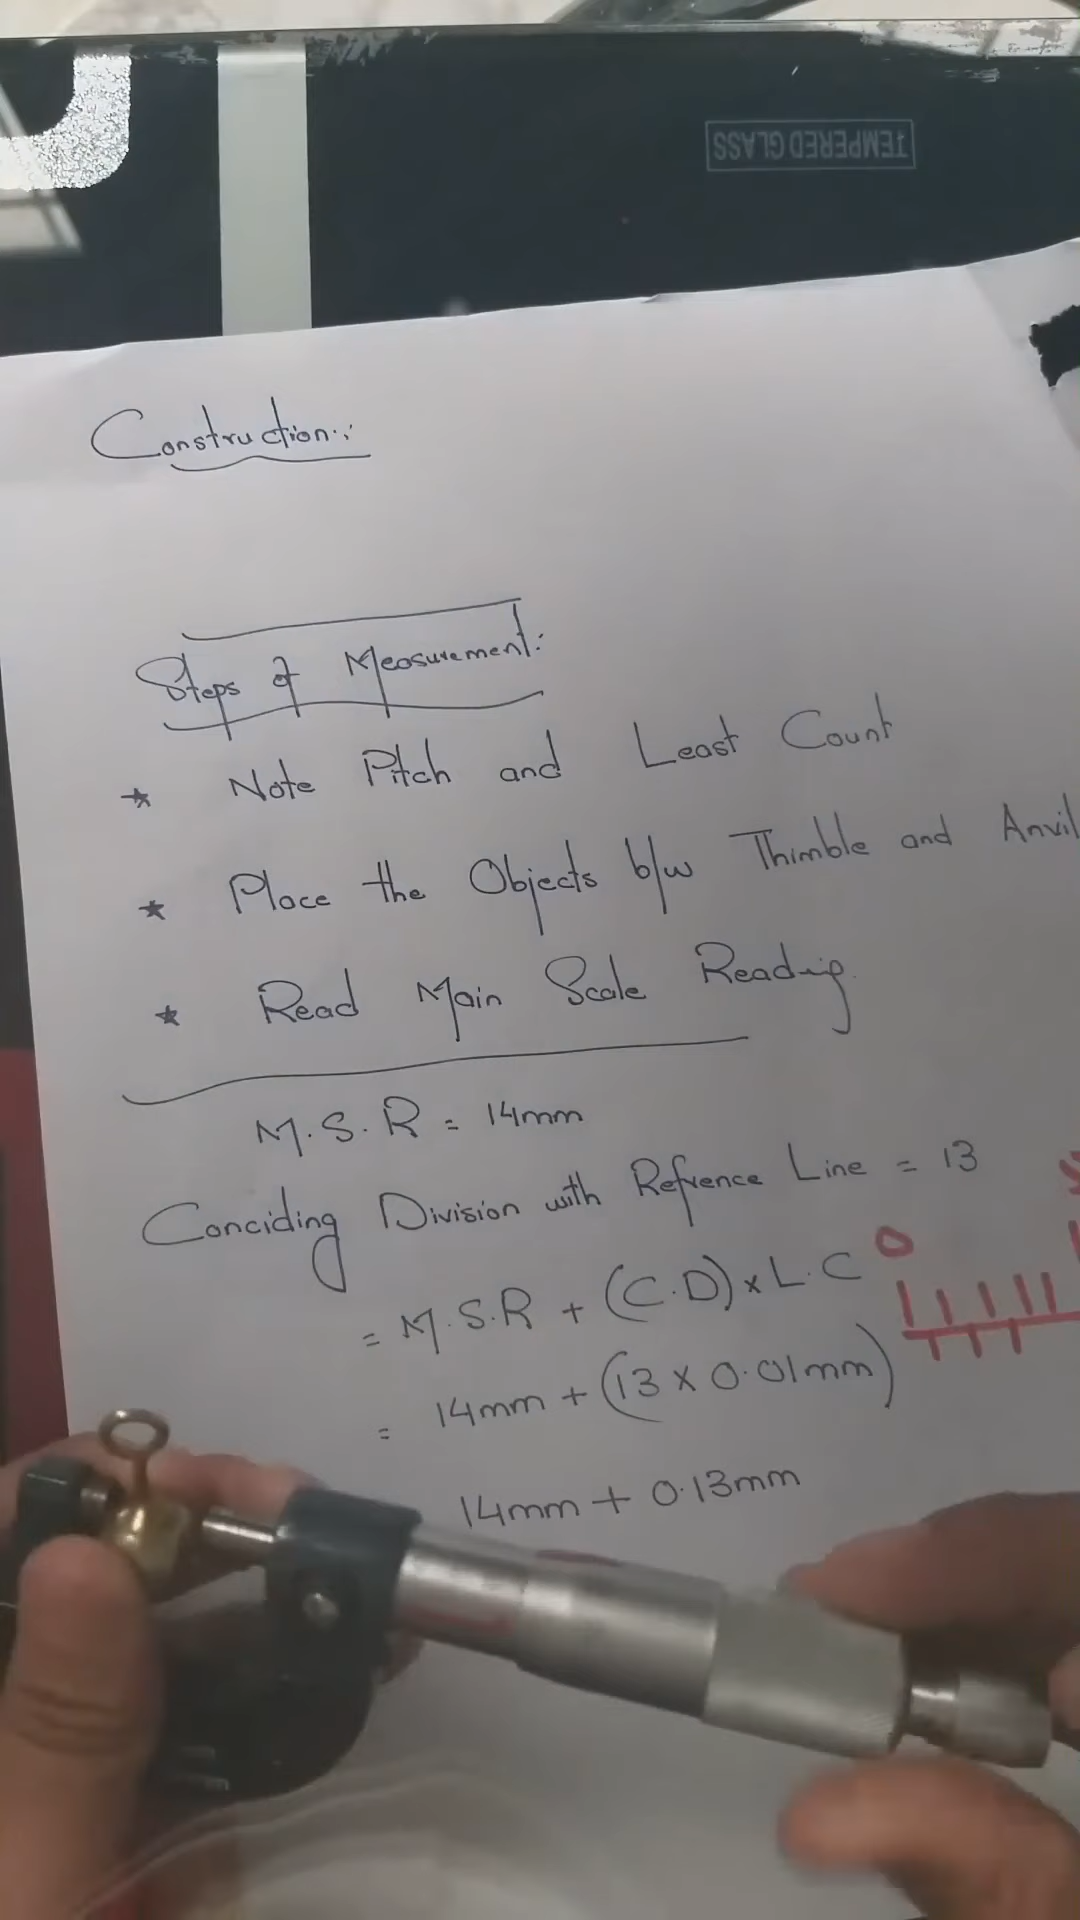 TEMPERED GLASS
Construction:
Steps of Measurement:
* Note Pitch and Least Count
* Place the Objects b/w Thimble and Anvil
* Read Main Scale Reading.
M.S.R = 14mm
Conciding Division with Refrence Line = 13
= M.S.R + (C.D) x L.C
0
= 14mm + (13 x 0.01mm)
14mm + 0.13mm